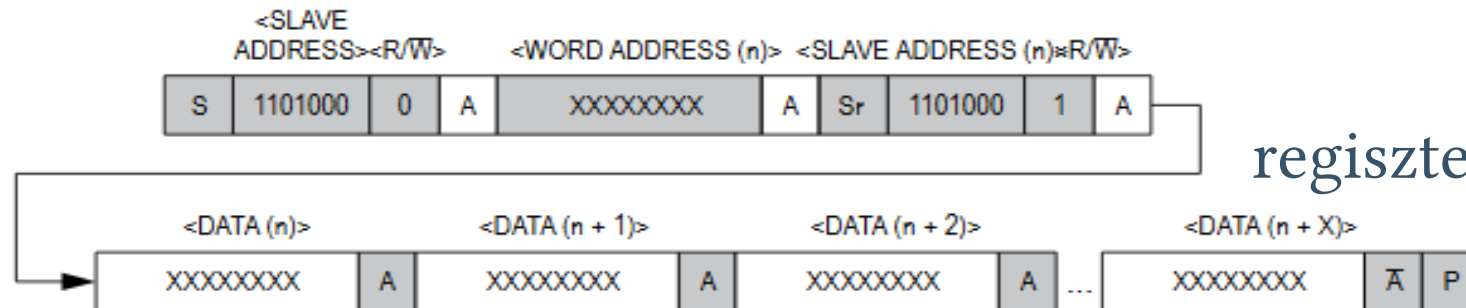 <SLAVE
ADDRESS><R/W̅> <WORD ADDRESS (n)> <SLAVE ADDRESS (n)><R/W̅>
S 1101000 0 A XXXXXXXX A Sr 1101000 1 A
<DATA (n)> <DATA (n + 1)> <DATA (n + 2)> <DATA (n + X)>
XXXXXXXX A XXXXXXXX A XXXXXXXX A ... XXXXXXXX A̅ P